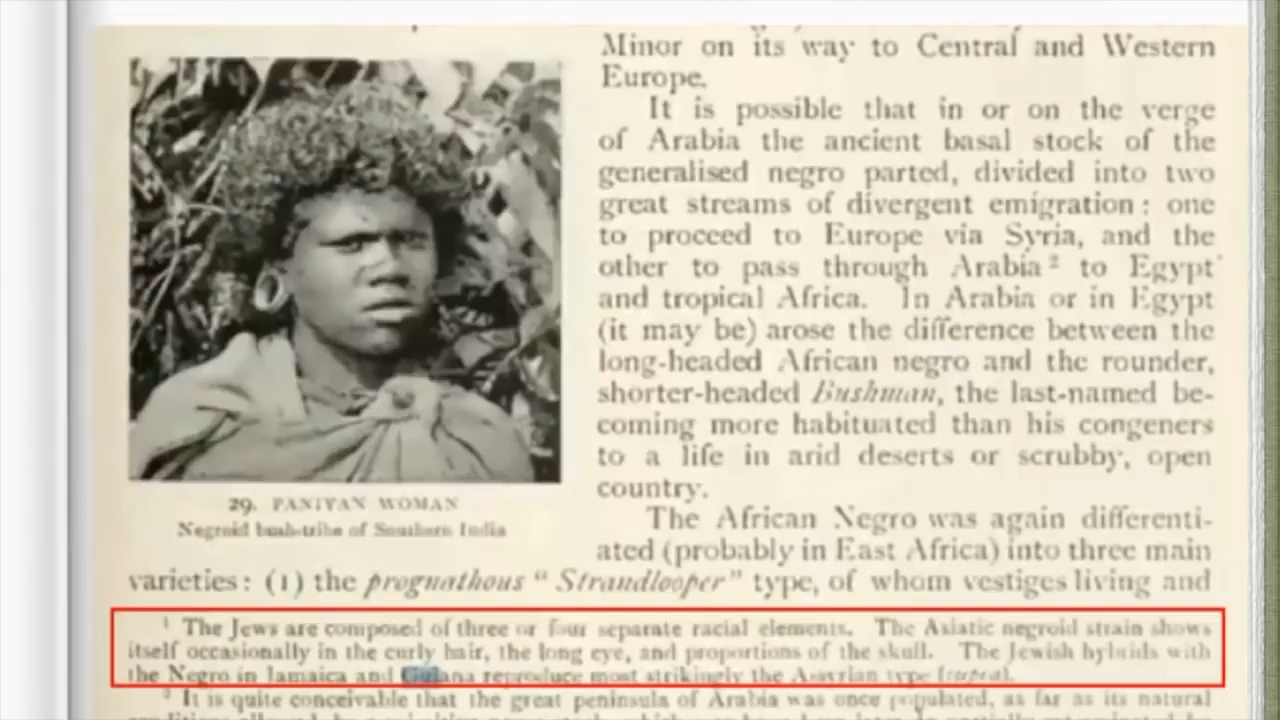 Minor on its way to Central and Western
Europe.
It is possible that in or on the verge
of Arabia the ancient basal stock of the
generalised negro parted, divided into two
great streams of divergent emigration: one
to proceed to Europe via Syria, and the
other to pass through Arabia² to Egypt
and tropical Africa. In Arabia or in Egypt
(it may be) arose the difference between the
long-headed African negro and the rounder,
shorter-headed Bushman, the last-named be-
coming more habituated than his congeners
to a life in arid deserts or scrubby, open
country.
The African Negro was again differenti-
ated (probably in East Africa) into three main
29. PANIYAN WOMAN
Negroid bush-tribe of Southern India
varieties: (1) the prognathous "Strandlooper" type, of whom vestiges living and
¹ The Jews are composed of three or four separate racial elements. The Asiatic negroid strain shows
itself occasionally in the curly hair, the long eye, and proportions of the skull. The Jewish hybrids with
the Negro in Jamaica and Guiana reproduce most strikingly the Assyrian type
² It is quite conceivable that the great peninsula of Arabia was once populated, as far as its natural